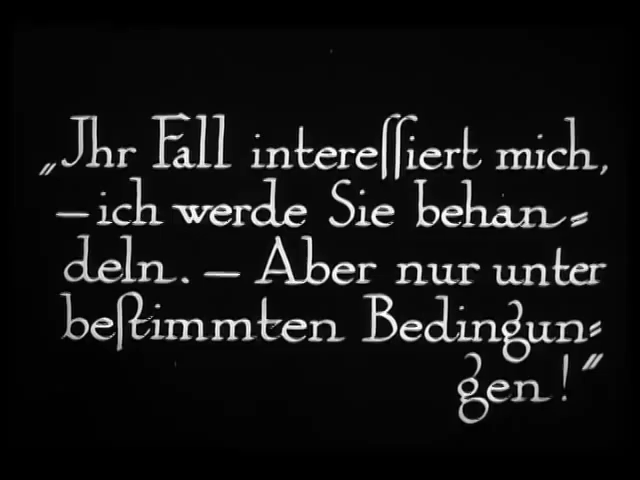 „Ihr Fall intereſſiert mich,
– ich werde Sie behan⸗
deln. – Aber nur unter
beſtimmten Bedingun⸗
gen!“